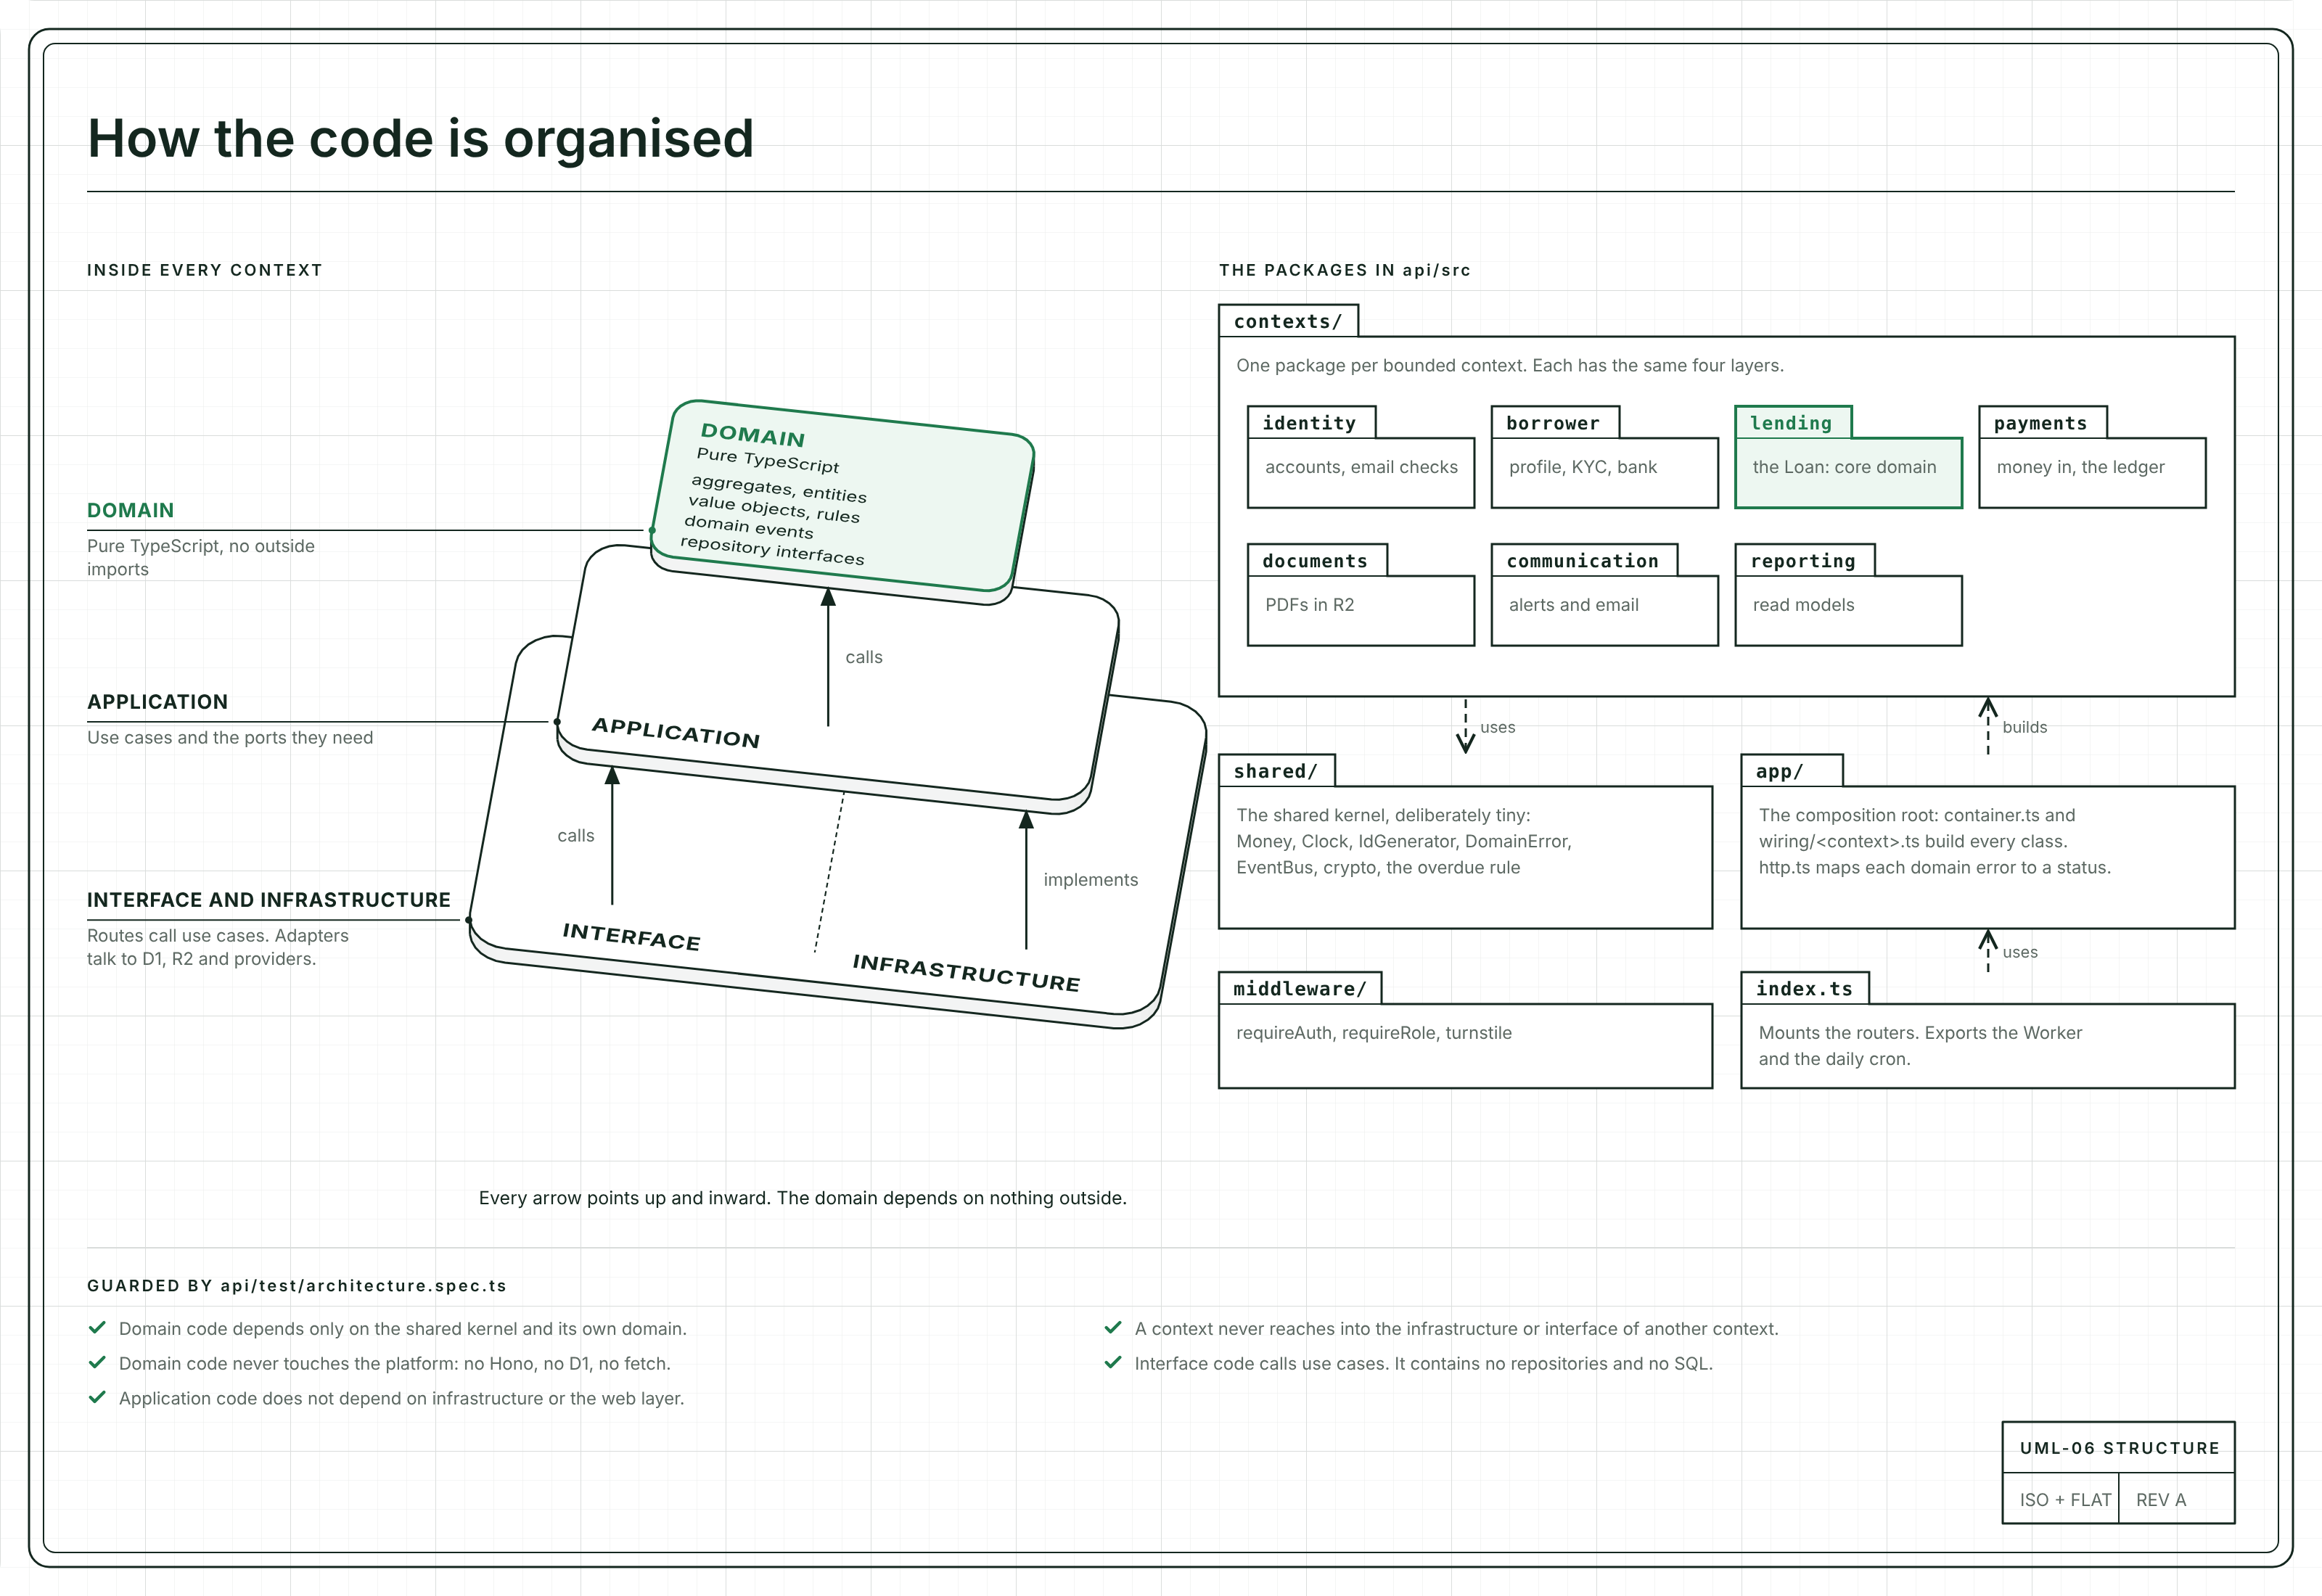 How the code is organised
INSIDE EVERY CONTEXT
DOMAIN
Pure TypeScript
aggregates, entities
value objects, rules
domain events
repository interfaces
DOMAIN
Pure TypeScript, no outside
imports
calls
APPLICATION
APPLICATION
Use cases and the ports they need
calls
implements
INTERFACE AND INFRASTRUCTURE
Routes call use cases. Adapters
talk to D1, R2 and providers.
INTERFACE
INFRASTRUCTURE
Every arrow points up and inward. The domain depends on nothing outside.
THE PACKAGES IN api/src
contexts/
One package per bounded context. Each has the same four layers.
identity
accounts, email checks
borrower
profile, KYC, bank
lending
the Loan: core domain
payments
money in, the ledger
documents
PDFs in R2
communication
alerts and email
reporting
read models
uses
builds
shared/
The shared kernel, deliberately tiny:
Money, Clock, IdGenerator, DomainError,
EventBus, crypto, the overdue rule
app/
The composition root: container.ts and
wiring/<context>.ts build every class.
http.ts maps each domain error to a status.
uses
middleware/
requireAuth, requireRole, turnstile
index.ts
Mounts the routers. Exports the Worker
and the daily cron.
GUARDED BY api/test/architecture.spec.ts
Domain code depends only on the shared kernel and its own domain.
Domain code never touches the platform: no Hono, no D1, no fetch.
Application code does not depend on infrastructure or the web layer.
A context never reaches into the infrastructure or interface of another context.
Interface code calls use cases. It contains no repositories and no SQL.
UML-06 STRUCTURE
ISO + FLAT
REV A